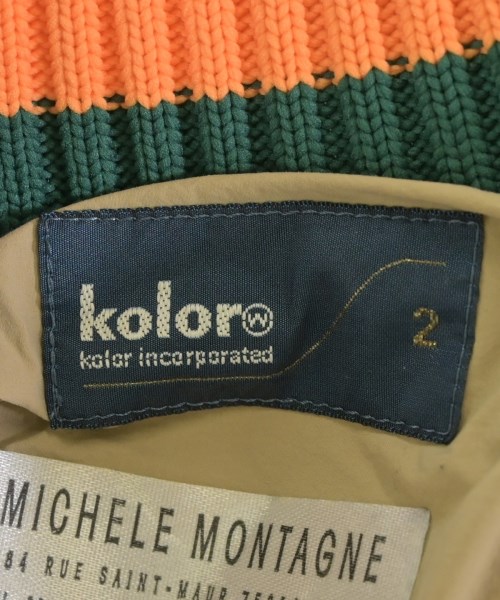 kolor
kolor incorporated
2
MICHELE MONTAGNE
84 RUE SAINT-MAUR